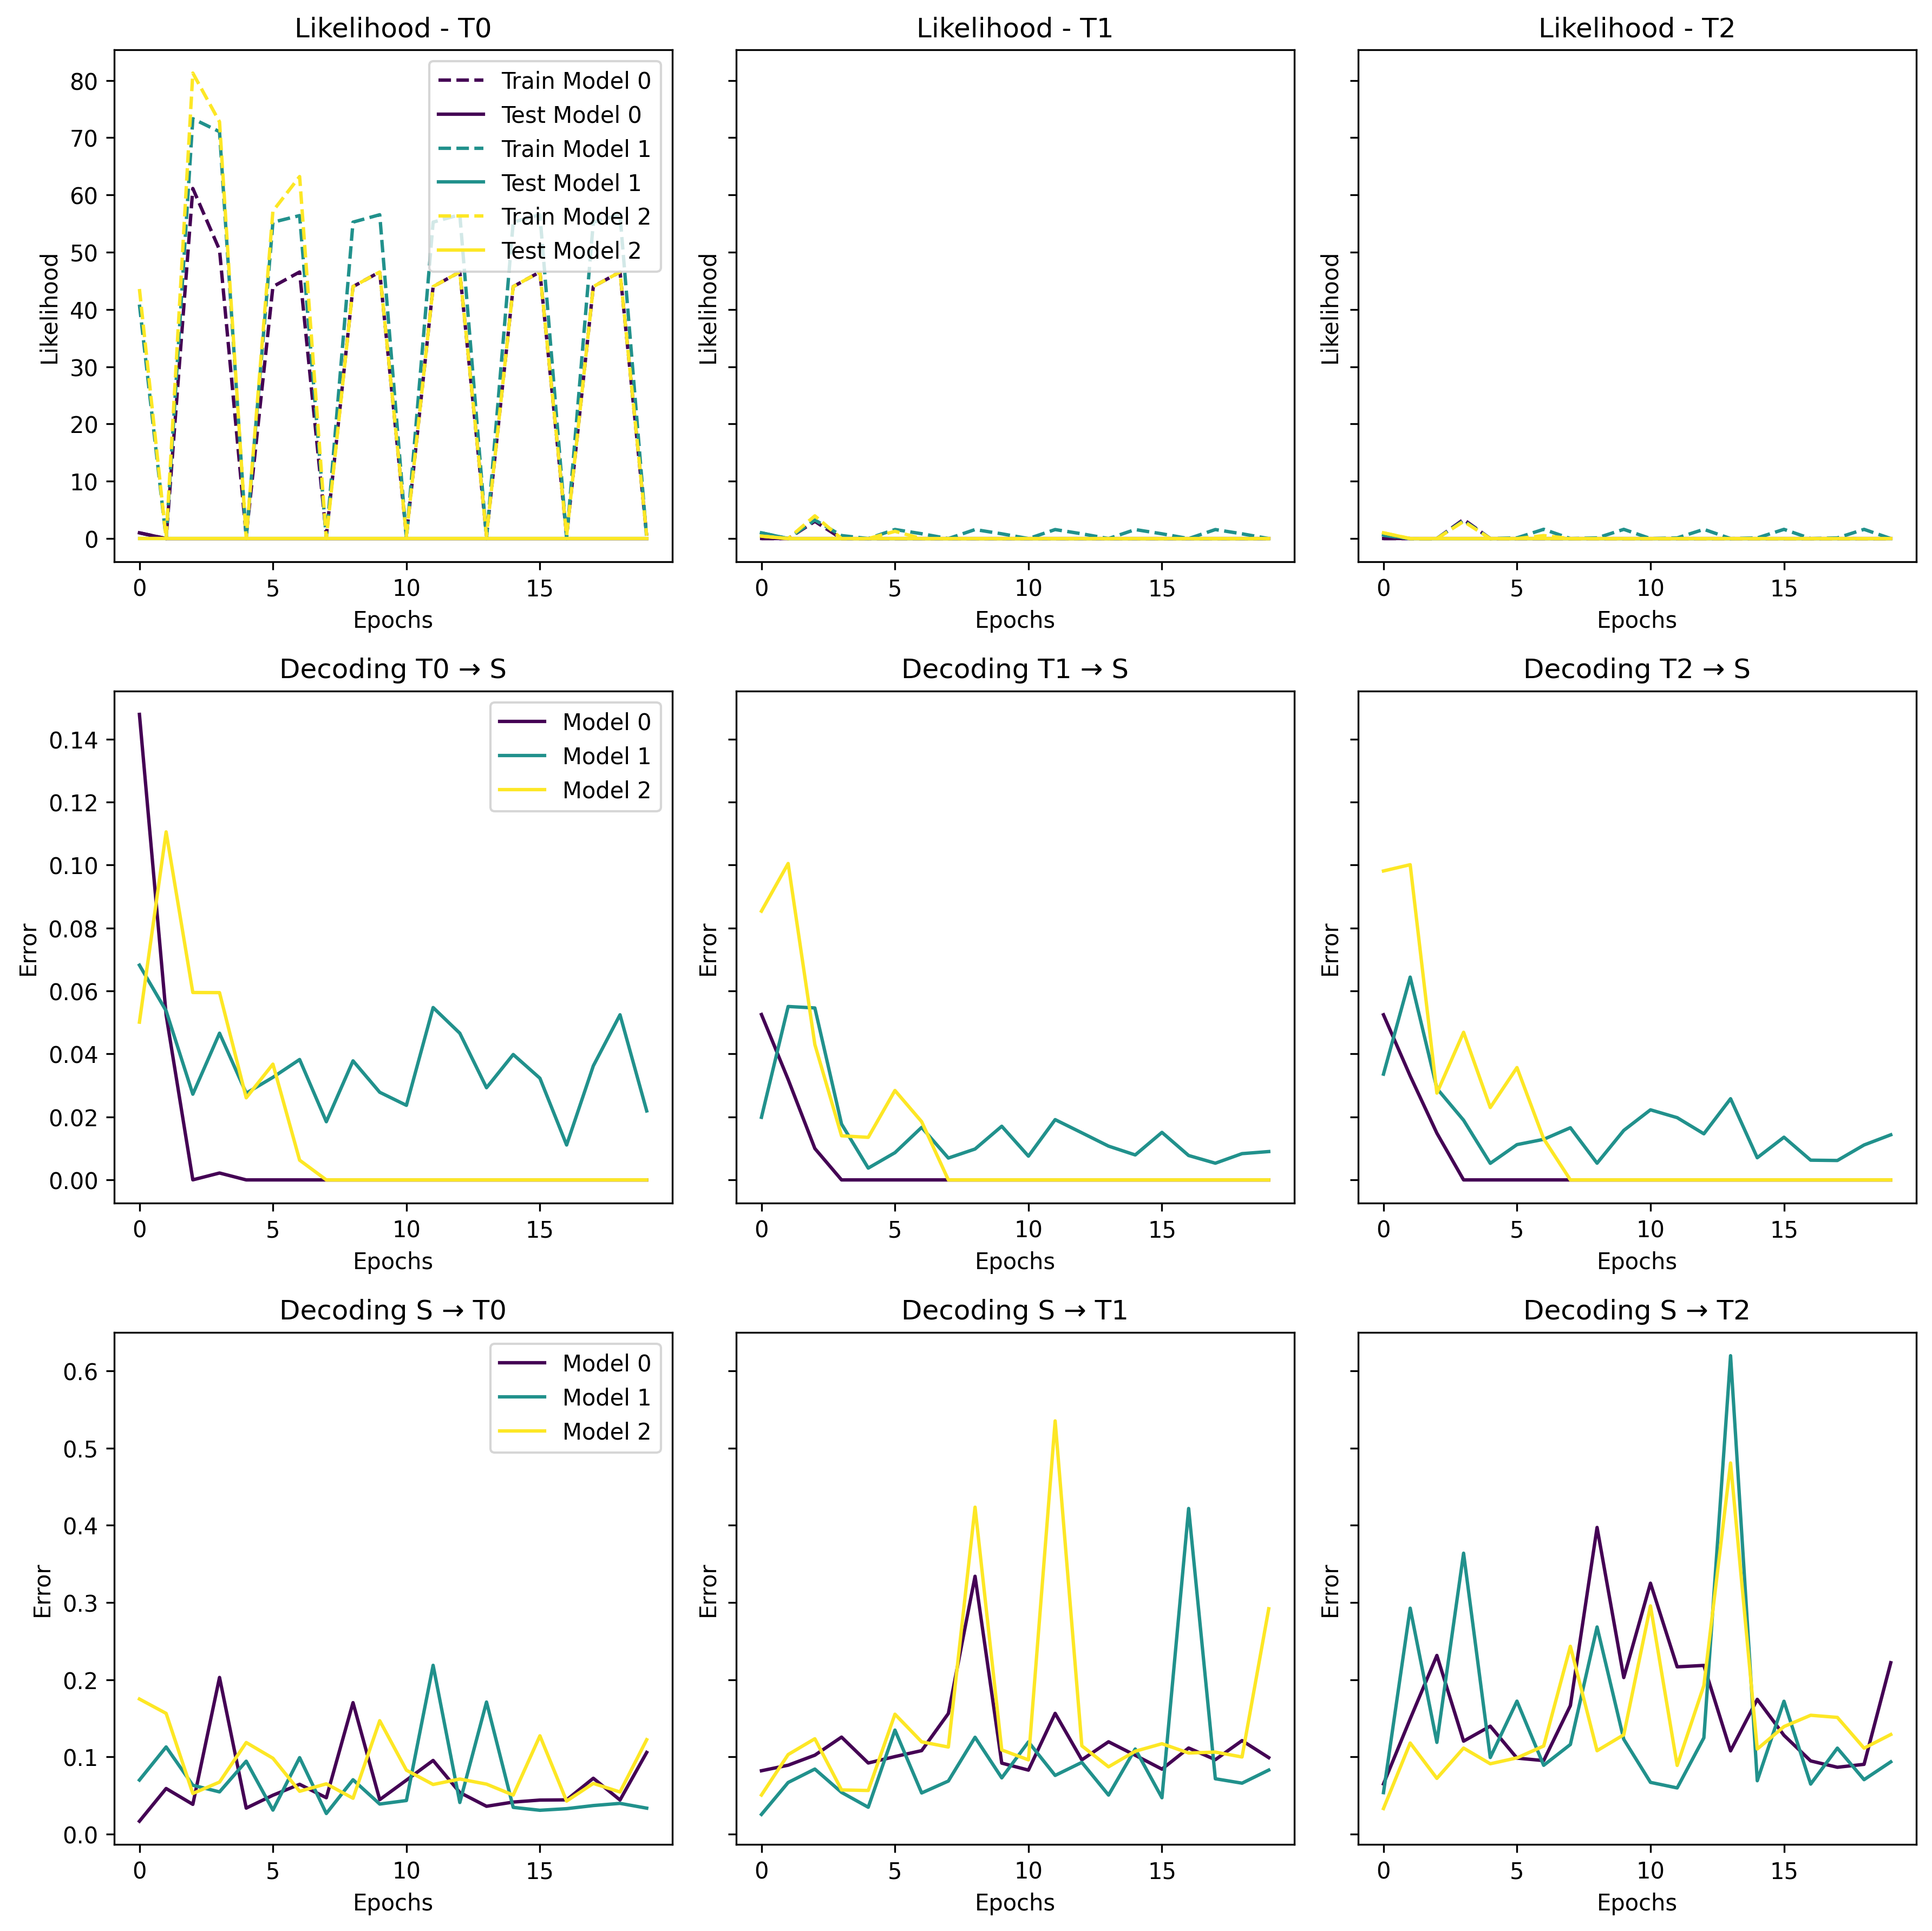 Likelihood - T0
80
70
60
50
40
30
20
10
0
Likelihood
0 5 10 15
Epochs
Train Model 0
Test Model 0
Train Model 1
Test Model 1
Train Model 2
Test Model 2
Likelihood - T1
Likelihood
0 5 10 15
Epochs
Likelihood - T2
Likelihood
0 5 10 15
Epochs
Decoding T0 → S
0.14
0.12
0.10
0.08
0.06
0.04
0.02
0.00
Error
0 5 10 15
Epochs
Model 0
Model 1
Model 2
Decoding T1 → S
Error
0 5 10 15
Epochs
Decoding T2 → S
Error
0 5 10 15
Epochs
Decoding S → T0
0.6
0.5
0.4
0.3
0.2
0.1
0.0
Error
0 5 10 15
Epochs
Model 0
Model 1
Model 2
Decoding S → T1
Error
0 5 10 15
Epochs
Decoding S → T2
Error
0 5 10 15
Epochs